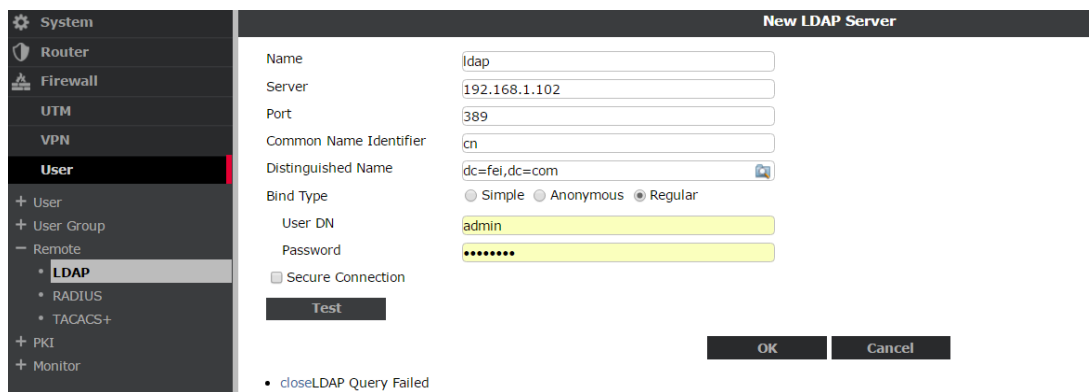 System
Router
Firewall
UTM
VPN
User
+ User
+ User Group
− Remote
• LDAP
• RADIUS
• TACACS+
+ PKI
+ Monitor
New LDAP Server
Name ldap
Server 192.168.1.102
Port 389
Common Name Identifier cn
Distinguished Name dc=fei,dc=com
Bind Type Simple Anonymous Regular
User DN admin
Password ••••••••
Secure Connection
Test
OK Cancel
• closeLDAP Query Failed